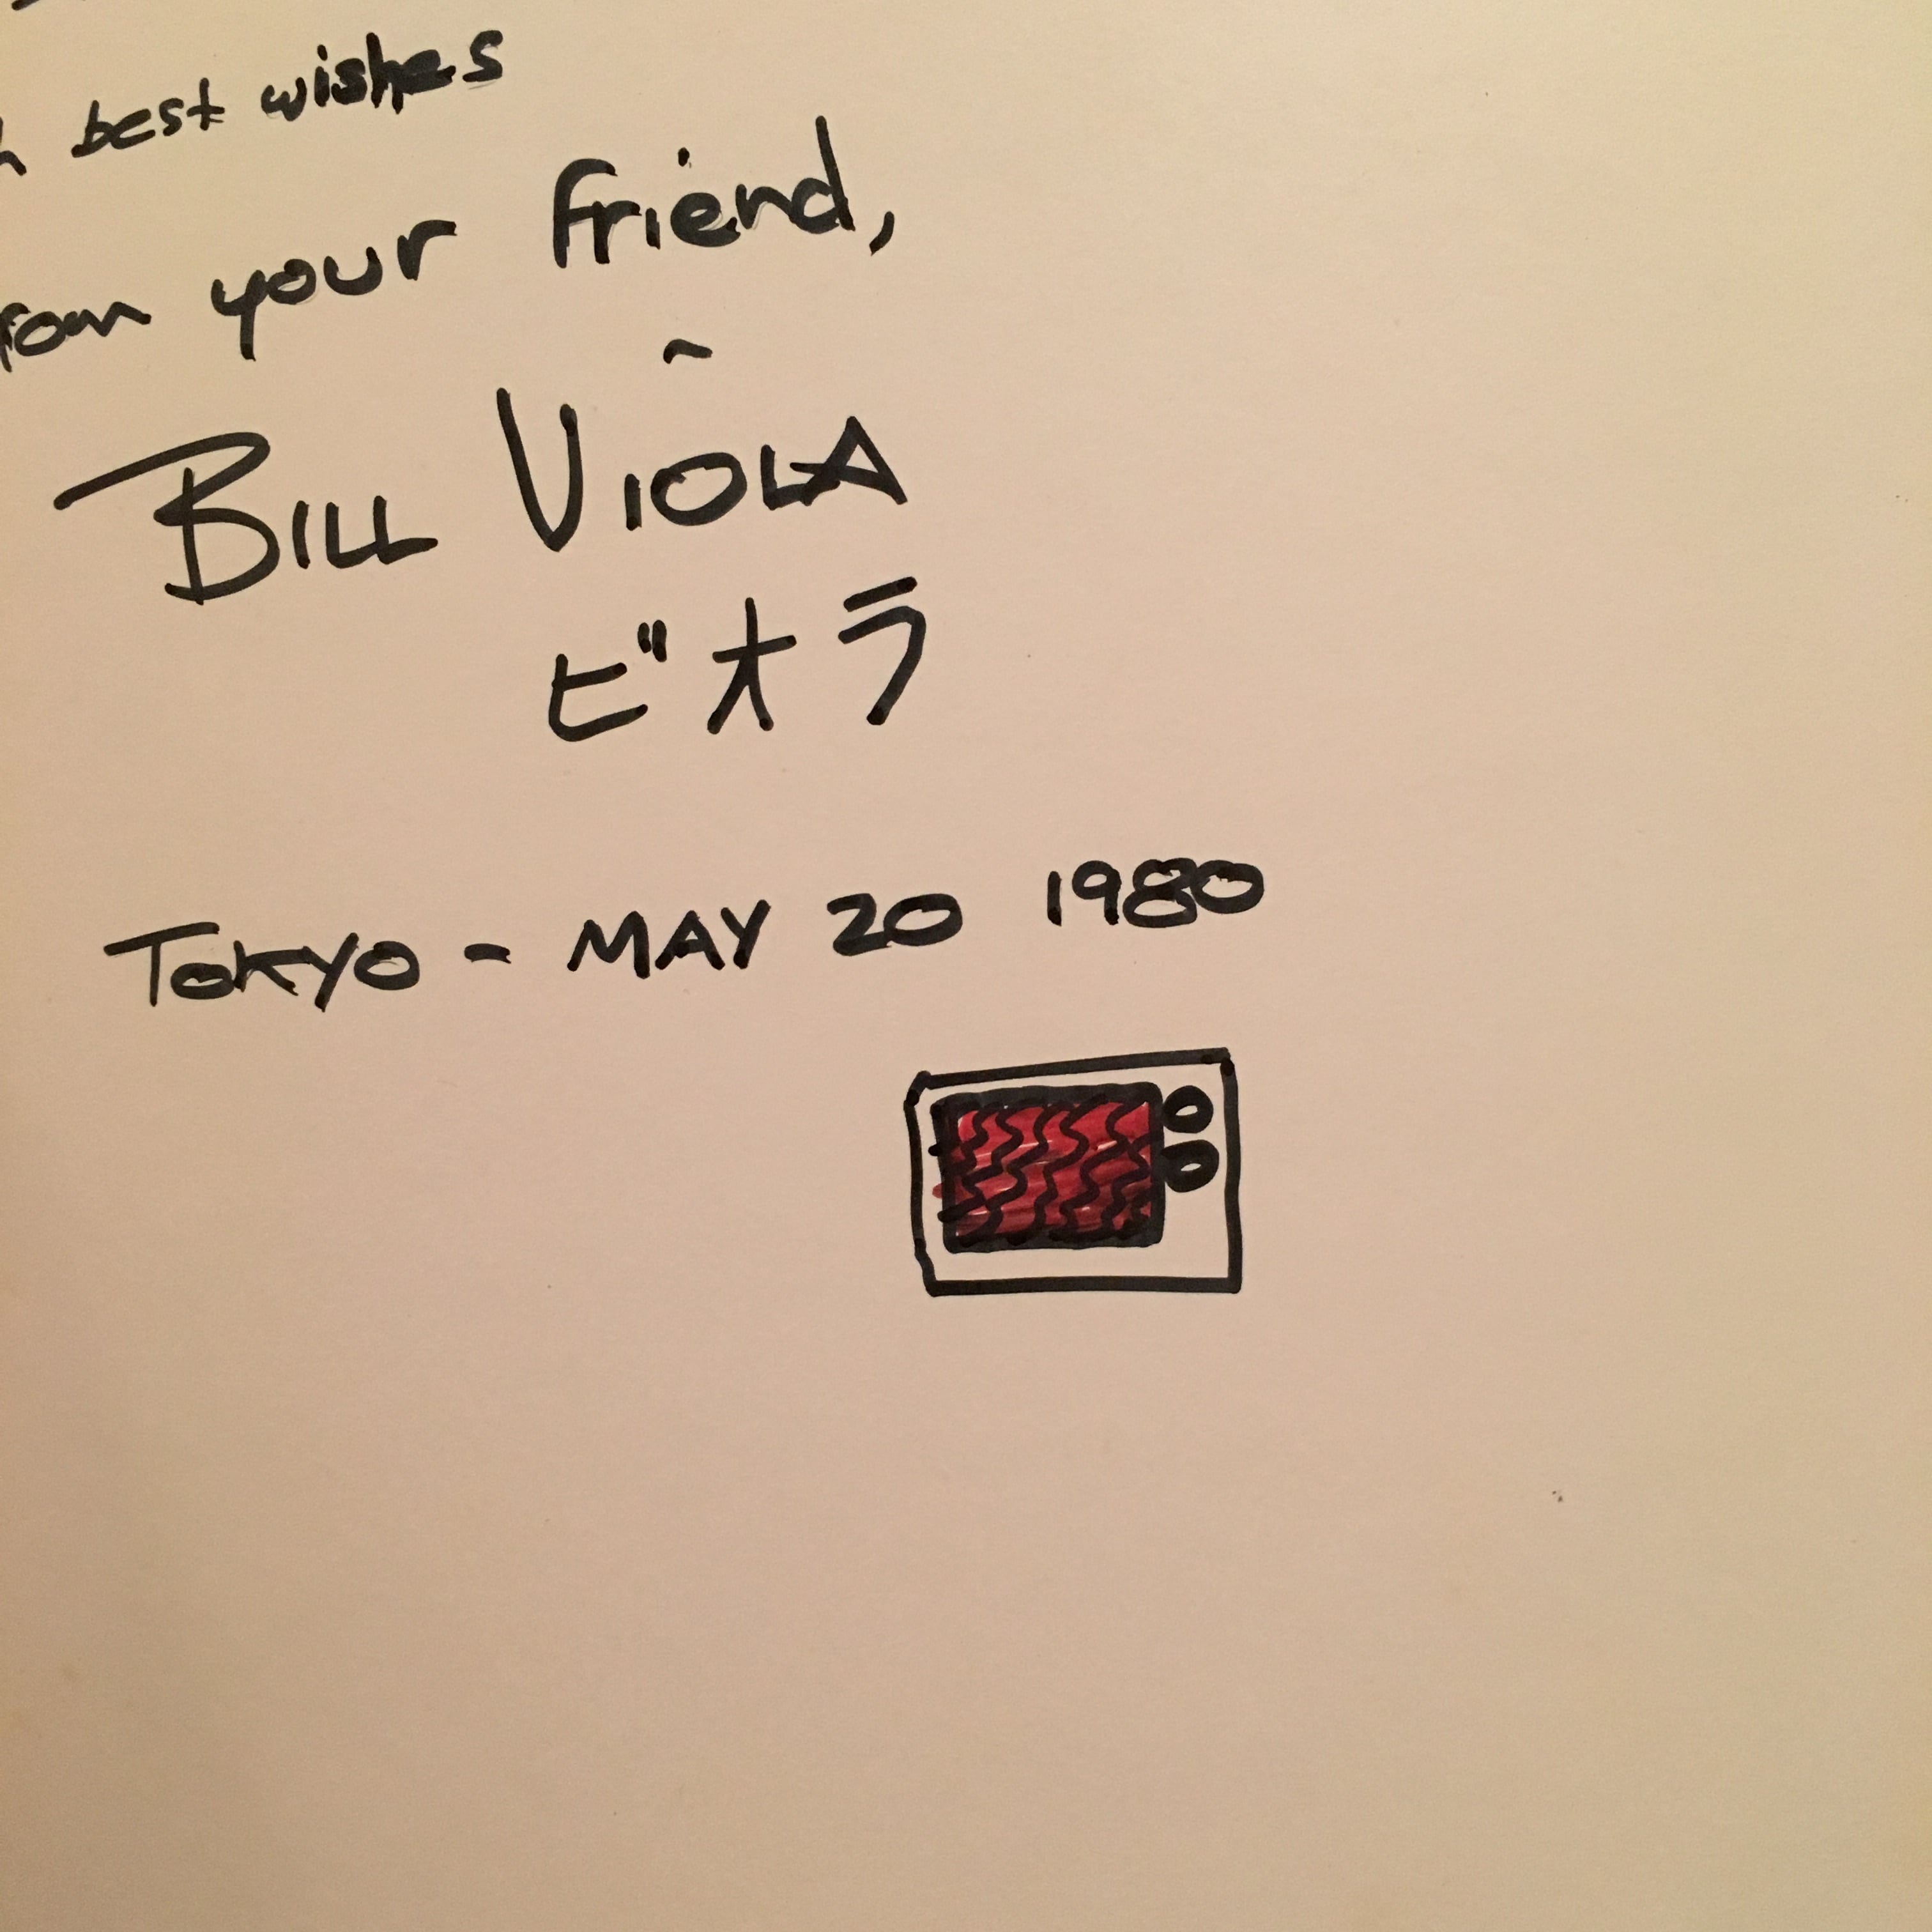 best wishes
from your friend,
BILL VIOLA
ビオラ
TOKYO - MAY 20 1980